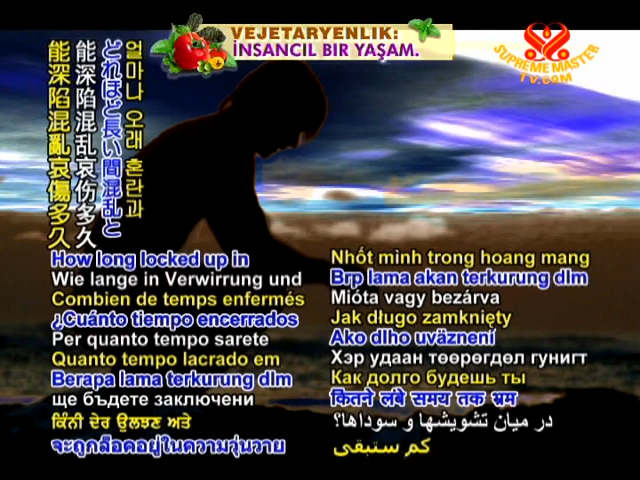 VEJETARYENLIK:
İNSANCIL BIR YAŞAM.
SUPREME MASTER
TV.COM
얼마나 오래 혼란과
どれほど長い間混乱と
能深陷混乱哀伤多久
能深陷混亂哀傷多久
How long locked up in
Wie lange in Verwirrung und
Combien de temps enfermés
¿Cuánto tiempo encerrados
Per quanto tempo sarete
Quanto tempo lacrado em
Berapa lama terkurung dlm
ще бъдете заключени
ਕਿੰਨੀ ਦੇਰ ਉਲਝਣ ਅਤੇ
จะถูกล็อคอยู่ในความวุ่นวาย
Nhốt mình trong hoang mang
Brp lama akan terkurung dlm
Mióta vagy bezárva
Jak długo zamknięty
Ako dlho uväznení
Хэр удаан төөрөгдөл гунигт
Как долго будешь ты
कितने लंबे समय तक भ्रम
در میان تشویشها و سوداها؟
كم ستبقى